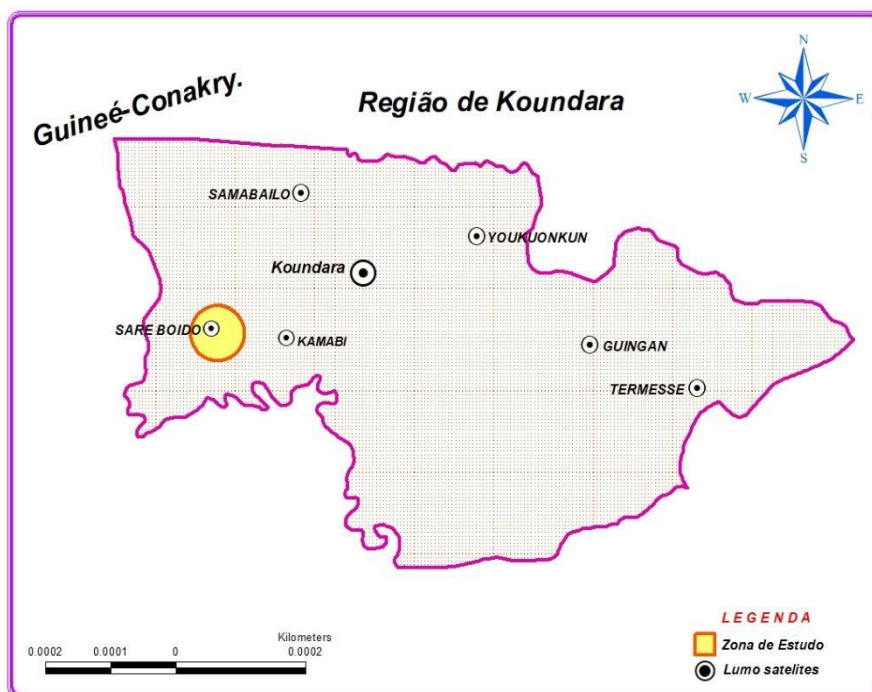 N
W
E
S
Guineé-Conakry.
Região de Koundara
SAMABAILO
YOUKUONKUN
Koundara
SARE BOIDO
KAMABI
GUINGAN
TERMESSE
LEGENDA
Zona de Estudo
Lumo satelites
Kilometers
0.0002 0.0001 0 0.0002